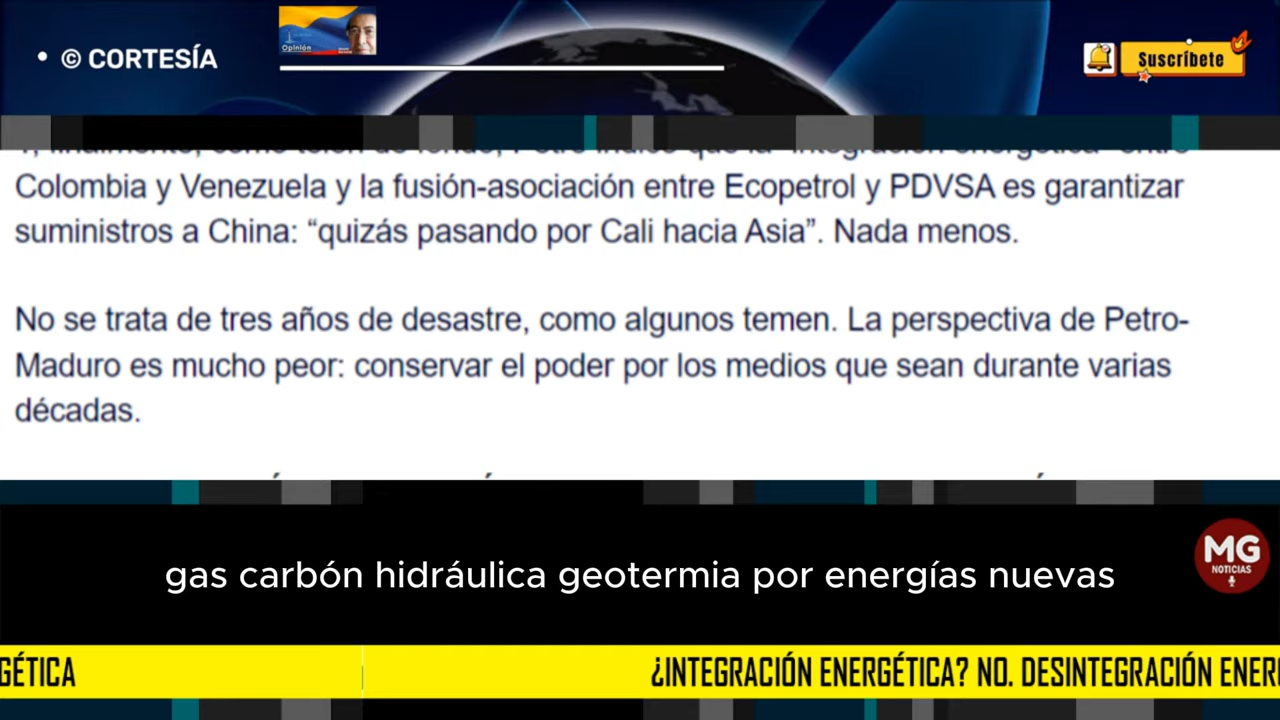 • © CORTESÍA
Opinión
Suscríbete
Colombia y Venezuela y la fusión-asociación entre Ecopetrol y PDVSA es garantizar
suministros a China: “quizás pasando por Cali hacia Asia”. Nada menos.
No se trata de tres años de desastre, como algunos temen. La perspectiva de Petro-
Maduro es mucho peor: conservar el poder por los medios que sean durante varias
décadas.
gas carbón hidráulica geotermia por energías nuevas
MG
NOTICIAS
GÉTICA
¿INTEGRACIÓN ENERGÉTICA? NO. DESINTEGRACIÓN ENER